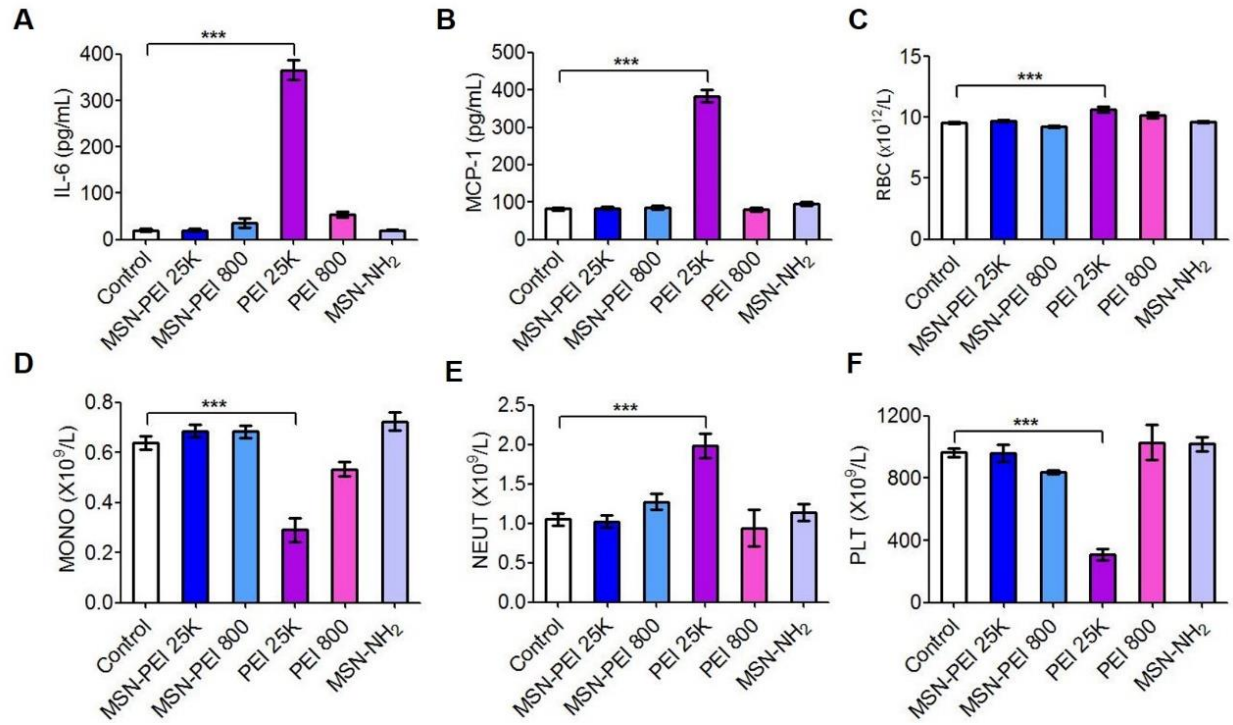 A
***
IL-6 (pg/mL)
400
300
200
100
0
Control
MSN-PEI 25K
MSN-PEI 800
PEI 25K
PEI 800
MSN-NH₂
B
***
MCP-1 (pg/mL)
500
400
300
200
100
0
Control
MSN-PEI 25K
MSN-PEI 800
PEI 25K
PEI 800
MSN-NH₂
C
***
RBC (x10¹²/L)
15
10
5
0
Control
MSN-PEI 25K
MSN-PEI 800
PEI 25K
PEI 800
MSN-NH₂
D
***
MONO (X10⁹/L)
0.8
0.6
0.4
0.2
0.0
Control
MSN-PEI 25K
MSN-PEI 800
PEI 25K
PEI 800
MSN-NH₂
E
***
NEUT (X10⁹/L)
2.5
2.0
1.5
1.0
0.5
0.0
Control
MSN-PEI 25K
MSN-PEI 800
PEI 25K
PEI 800
MSN-NH₂
F
***
PLT (X10⁹/L)
1200
800
400
0
Control
MSN-PEI 25K
MSN-PEI 800
PEI 25K
PEI 800
MSN-NH₂